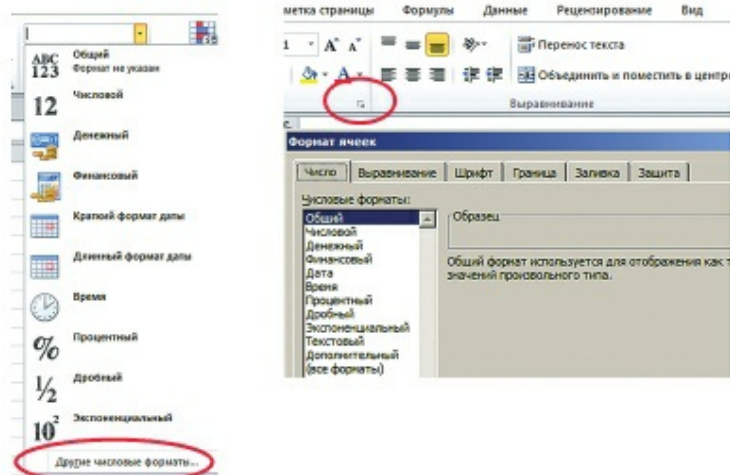 ABC
123
Общий
Формат не указан
12
Числовой
Денежный
Финансовый
Краткий формат даты
Длинный формат даты
Время
%
Процентный
½
Дробный
10²
Экспоненциальный
Другие числовые форматы...
метка страницы Формулы Данные Рецензирование Вид
Перенос текста
Объединить и поместить в центре
Выравнивание
Формат ячеек
Число Выравнивание Шрифт Граница Заливка Защита
Числовые форматы:
Общий
Числовой
Денежный
Финансовый
Дата
Время
Процентный
Дробный
Экспоненциальный
Текстовый
Дополнительный
(все форматы)
Образец
Общий формат используется для отображения как т
значений произвольного типа.